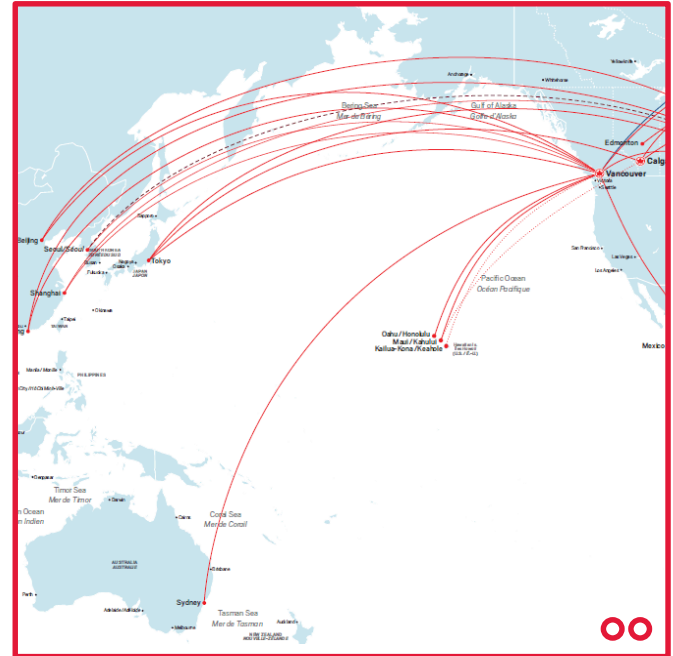 Yellowknife
Anchorage
Whitehorse
Bering Sea
Mer de Béring
Gulf of Alaska
Golfe d'Alaska
Edmonton
Calg
Vancouver
Victoria
Seattle
Sapporo
Beijing
Seoul/Séoul
Busan
Nagoya
Osaka
Tokyo
JAPAN
JAPON
Fukuoka
San Francisco
Las Vegas
Los Angeles
Shanghai
Pacific Ocean
Océan Pacifique
Okinawa
Taipei
TAIWAN
ng
Oahu/Honolulu
Maui/Kahului
Kailua-Kona/Keahole
Mexico
Manila/Manille
PHILIPPINES
Denpasar
Timor Sea
Mer de Timor
Darwin
n Ocean
n Indien
Cairns
Coral Sea
Mer de Corail
AUSTRALIA
AUSTRALIE
Brisbane
Perth
Adelaide/Adélaïde
Sydney
Tasman Sea
Mer de Tasman
Melbourne
Auckland
NEW ZEALAND
NOUVELLE-ZÉLANDE